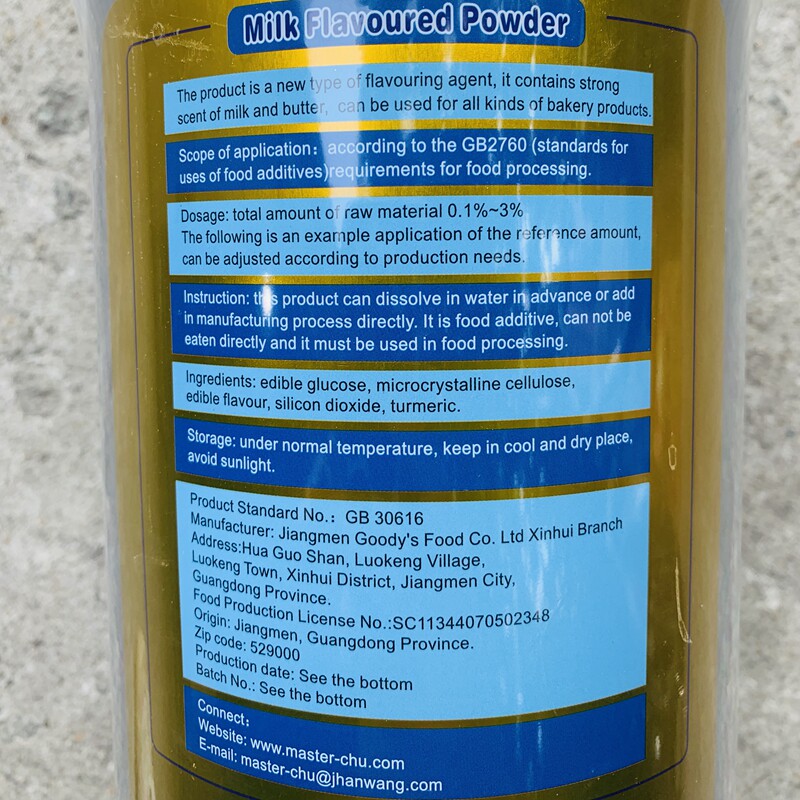 Milk Flavoured Powder
The product is a new type of flavouring agent, it contains strong
scent of milk and butter, can be used for all kinds of bakery products.
Scope of application: according to the GB2760 (standards for
uses of food additives)requirements for food processing.
Dosage: total amount of raw material 0.1%~3%
The following is an example application of the reference amount,
can be adjusted according to production needs.
Instruction: this product can dissolve in water in advance or add
in manufacturing process directly. It is food additive, can not be
eaten directly and it must be used in food processing.
Ingredients: edible glucose, microcrystalline cellulose,
edible flavour, silicon dioxide, turmeric.
Storage: under normal temperature, keep in cool and dry place,
avoid sunlight.
Product Standard No.: GB 30616
Manufacturer: Jiangmen Goody's Food Co. Ltd Xinhui Branch
Address:Hua Guo Shan, Luokeng Village,
Luokeng Town, Xinhui District, Jiangmen City,
Guangdong Province.
Food Production License No.:SC11344070502348
Origin: Jiangmen, Guangdong Province.
Zip code: 529000
Production date: See the bottom
Batch No.: See the bottom
Connect:
Website: www.master-chu.com
E-mail: master-chu@jhanwang.com